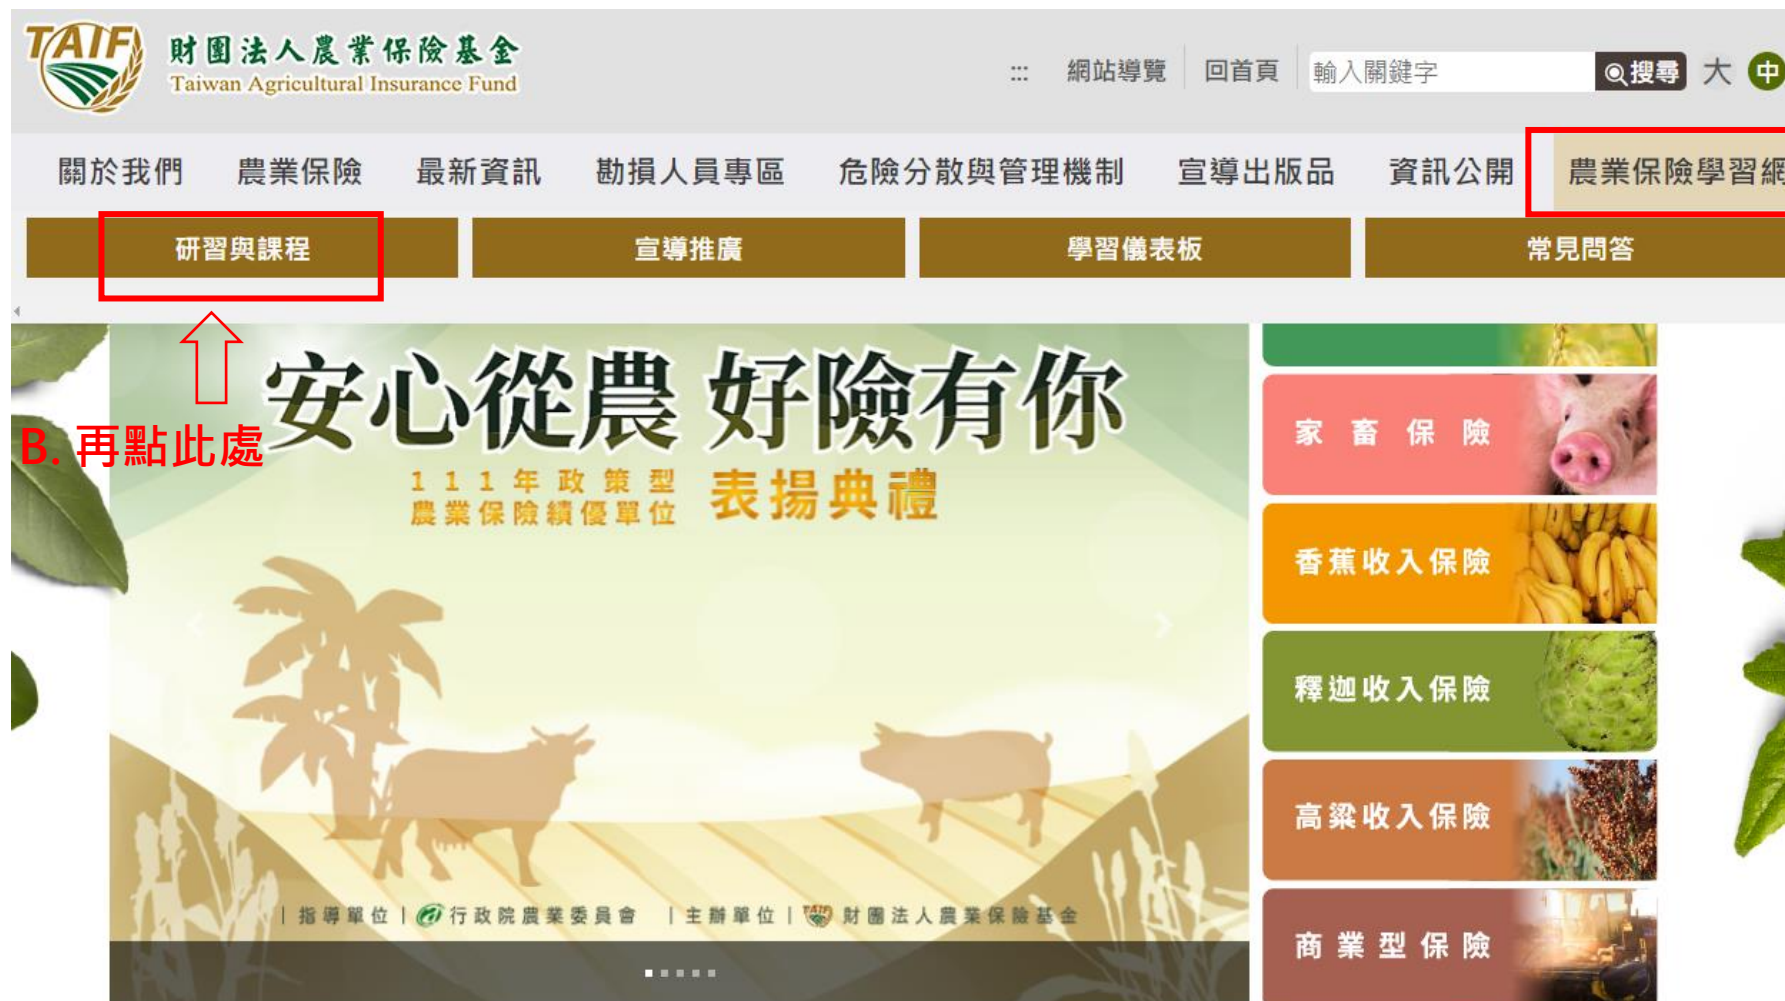 TAIF
財團法人農業保險基金
Taiwan Agricultural Insurance Fund
:::
網站導覽
回首頁
輸入關鍵字
搜尋
大
中
關於我們
農業保險
最新資訊
勘損人員專區
危險分散與管理機制
宣導出版品
資訊公開
農業保險學習網
研習與課程
宣導推廣
學習儀表板
常見問答
B. 再點此處
安心從農 好險有你
111年政策型
農業保險績優單位
表揚典禮
|指導單位|行政院農業委員會 |主辦單位|TAIF 財團法人農業保險基金
家畜保險
香蕉收入保險
釋迦收入保險
高粱收入保險
商業型保險